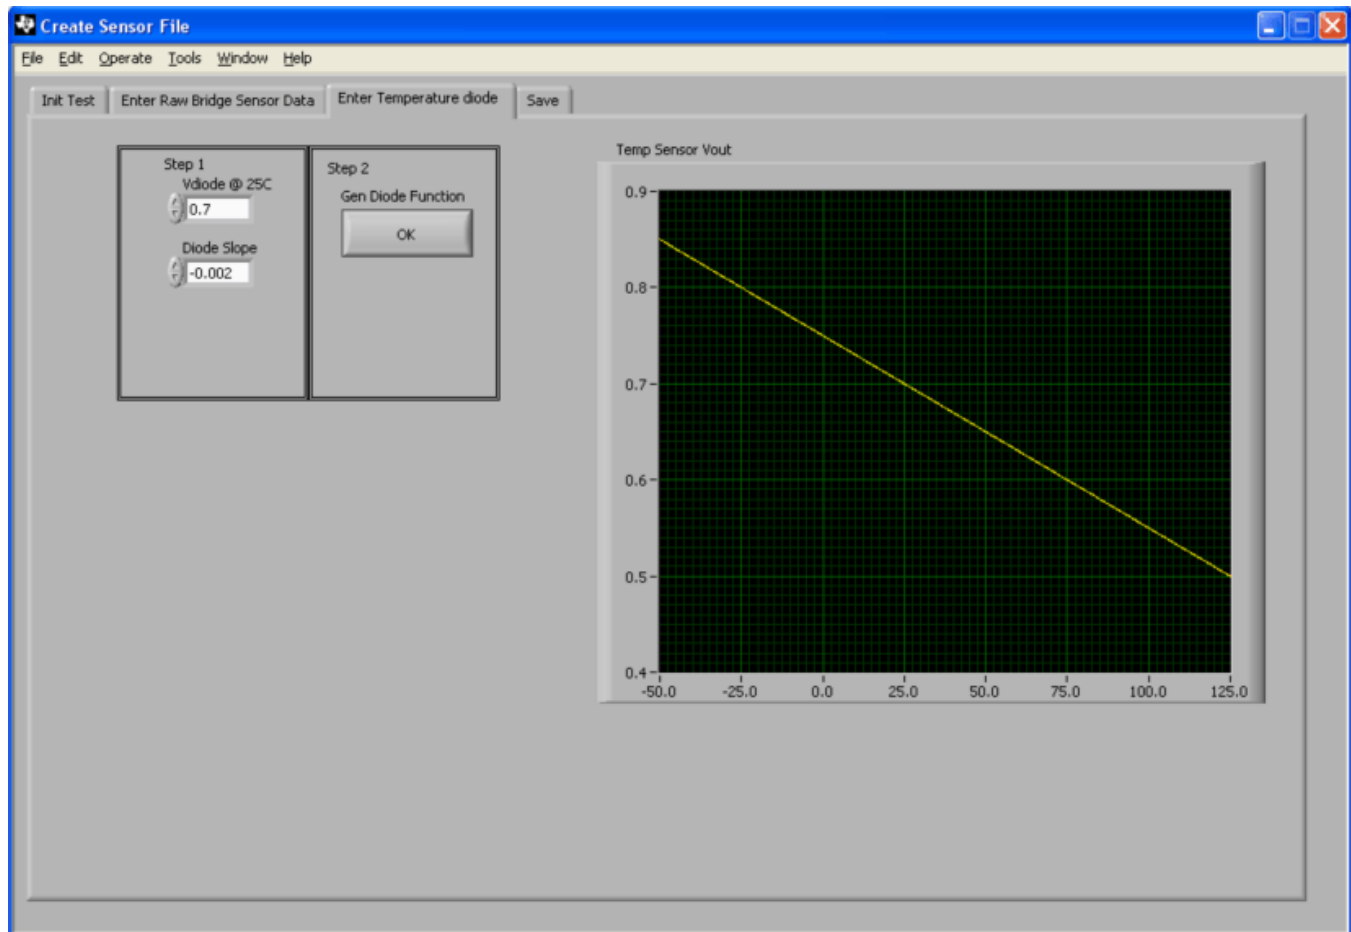 Create Sensor File
File Edit Operate Tools Window Help
Init Test Enter Raw Bridge Sensor Data Enter Temperature diode Save
Step 1
Vdiode @ 25C
0.7
Diode Slope
-0.002
Step 2
Gen Diode Function
OK
Temp Sensor Vout
0.9
0.8
0.7
0.6
0.5
0.4
-50.0 -25.0 0.0 25.0 50.0 75.0 100.0 125.0